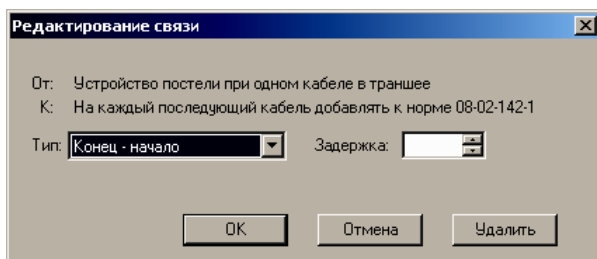 Редактирование связи
От: Устройство постели при одном кабеле в траншее
К: На каждый последующий кабель добавлять к норме 08-02-142-1
Тип: Конец - начало Задержка:
OK Отмена Удалить